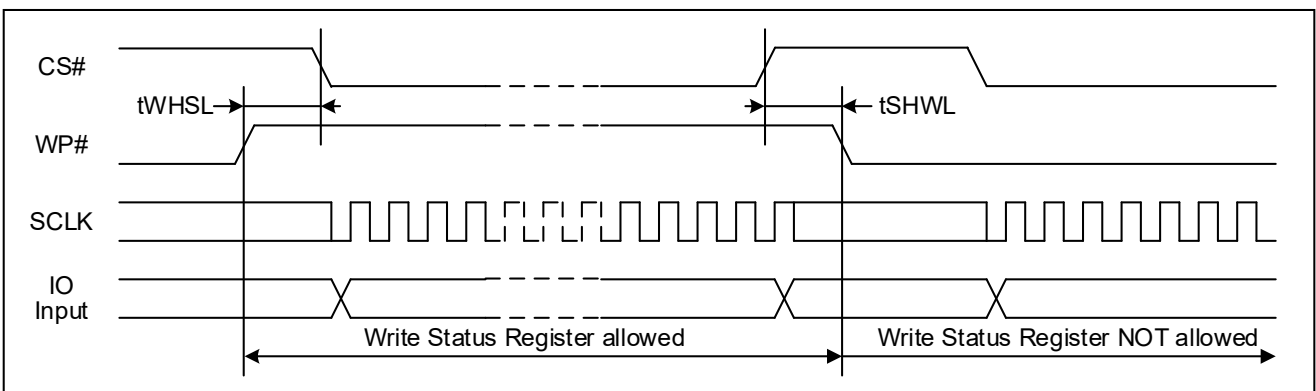 CS#
tWHSL
tSHWL
WP#
SCLK
IO
Input
Write Status Register allowed
Write Status Register NOT allowed